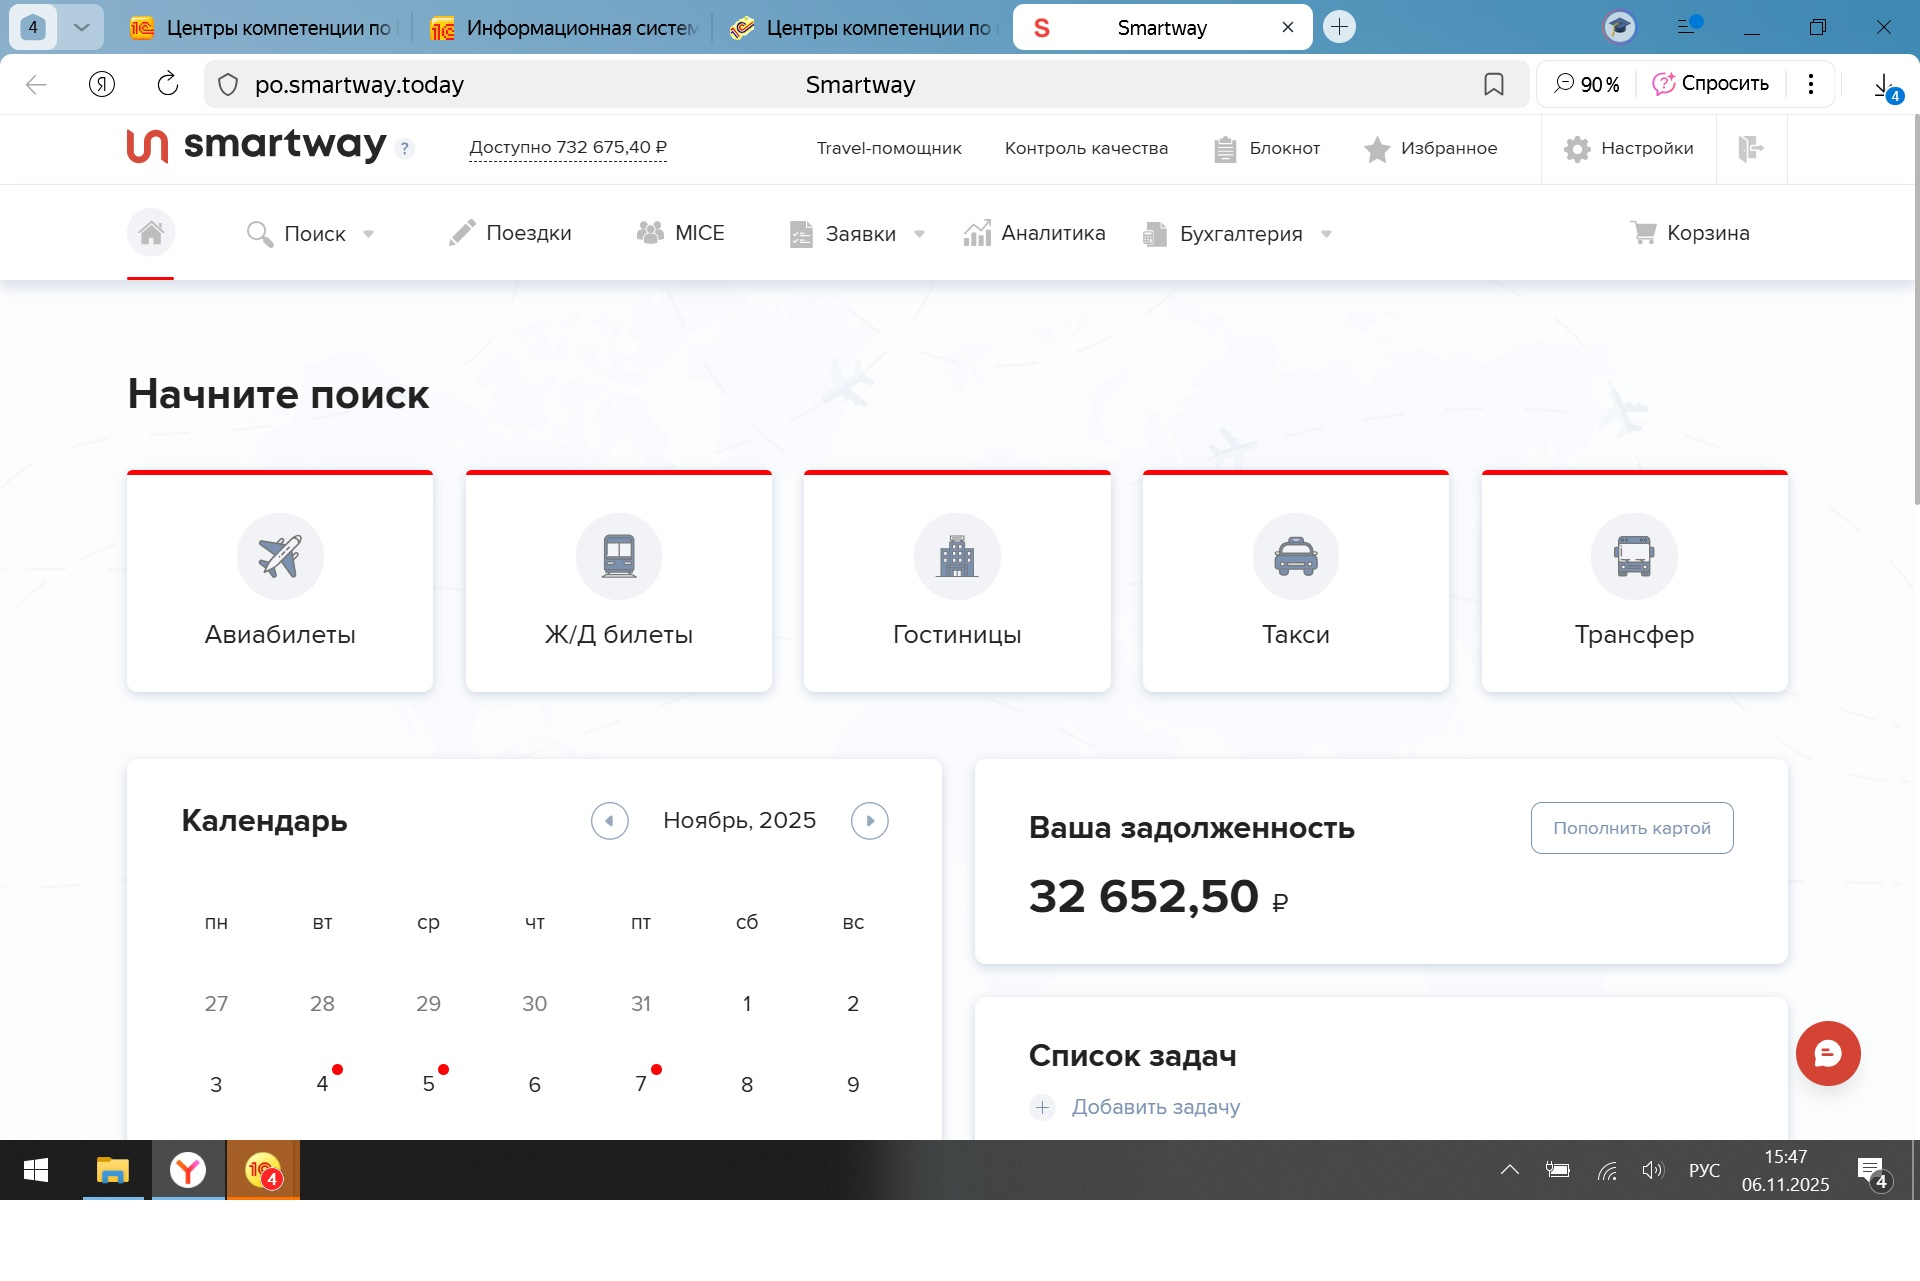 4
Центры компетенции по
Информационная систем
Центры компетенции по
Smartway
po.smartway.today
Smartway
90 %
Спросить
4
smartway ?
Доступно 732 675,40 ₽
Travel-помощник
Контроль качества
Блокнот
Избранное
Настройки
Поиск
Поездки
MICE
Заявки
Аналитика
Бухгалтерия
Корзина
Начните поиск
Авиабилеты
Ж/Д билеты
Гостиницы
Такси
Трансфер
Календарь
Ноябрь, 2025
пн вт ср чт пт сб вс
27 28 29 30 31 1 2
3 4 5 6 7 8 9
Ваша задолженность
Пополнить картой
32 652,50 ₽
Список задач
Добавить задачу
4
РУС
15:47
06.11.2025
4